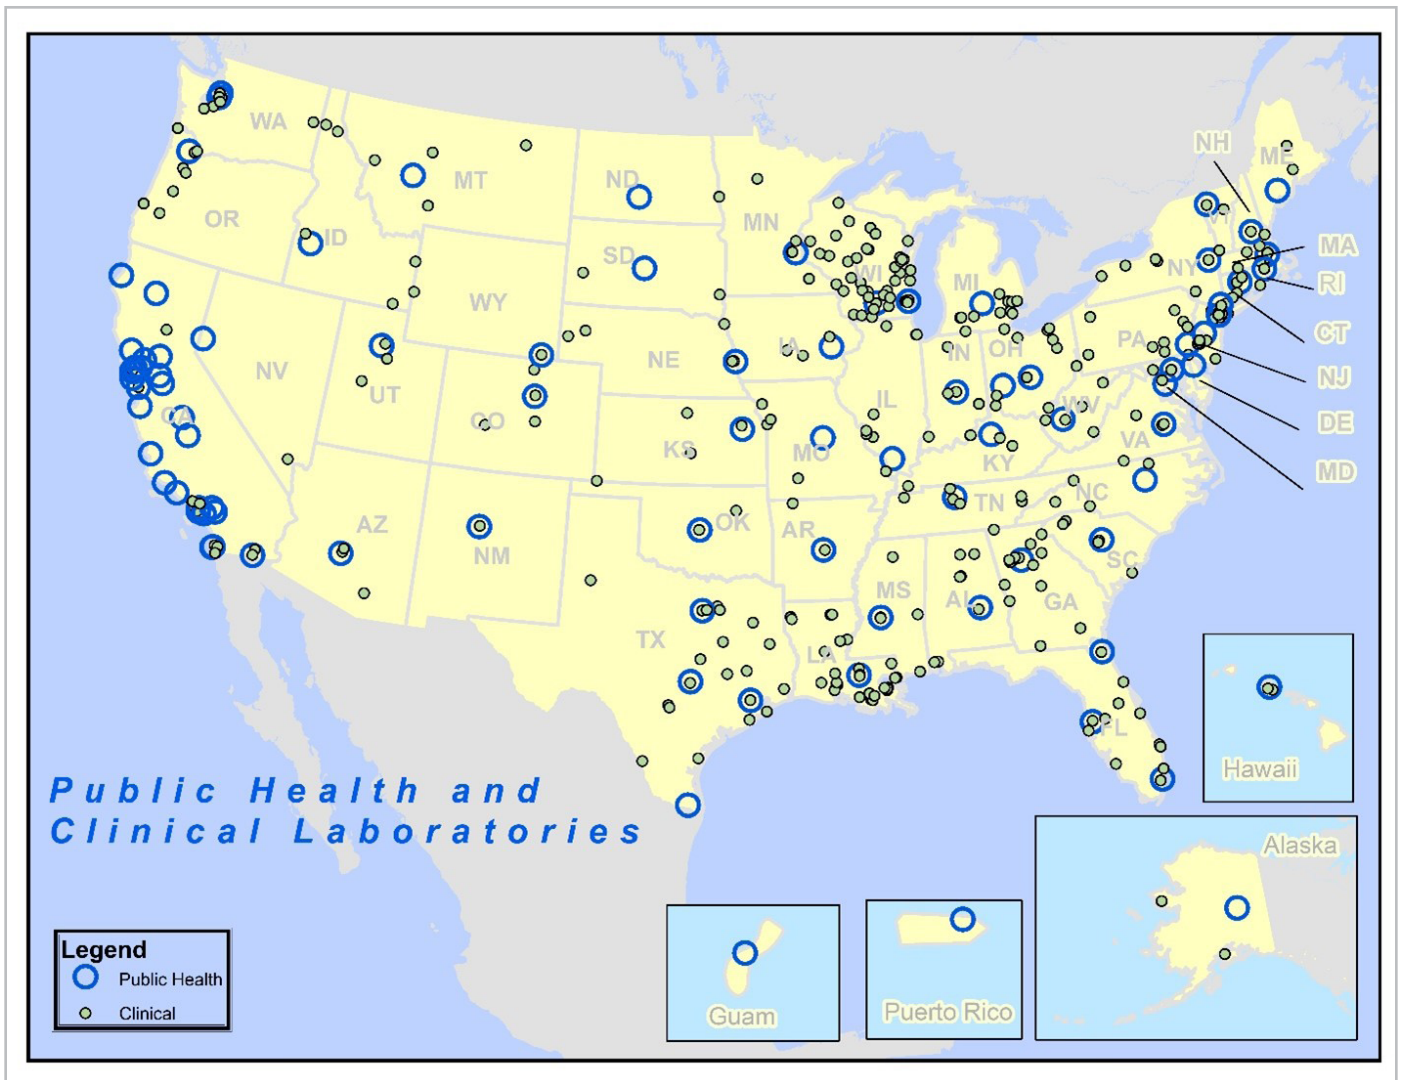 NH
ME
WA
MT
ND
MN
VT
OR
ID
SD
WI
MI
NY
MA
RI
WY
NV
UT
NE
IA
IN
OH
PA
CT
NJ
CO
CA
KS
MO
IL
KY
WV
VA
DE
MD
AZ
NM
OK
AR
TN
NC
SC
MS
AL
GA
TX
LA
FL
Hawaii
Public Health and
Clinical Laboratories
Alaska
Legend
Public Health
Clinical
Guam
Puerto Rico